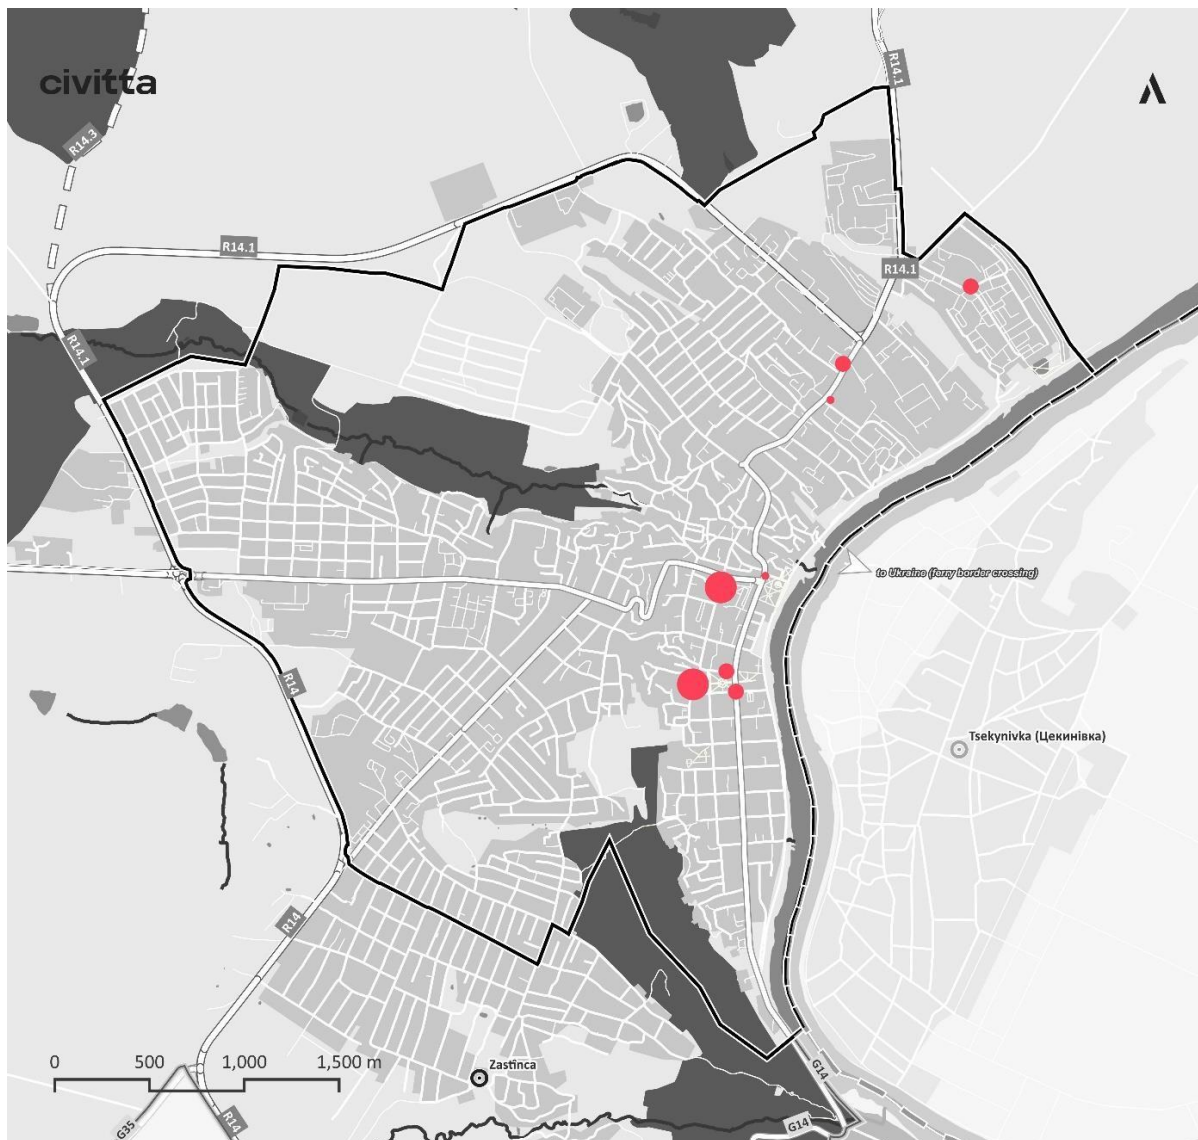 civitta
R14.1
R14.3
R14.1
R14.1
R14.1
to Ukraine (ferry border crossing)
R14
Tsekynivka (Цекинівка)
R14
0 500 1,000 1,500 m
Zastînca
G14
G35
R14
G14